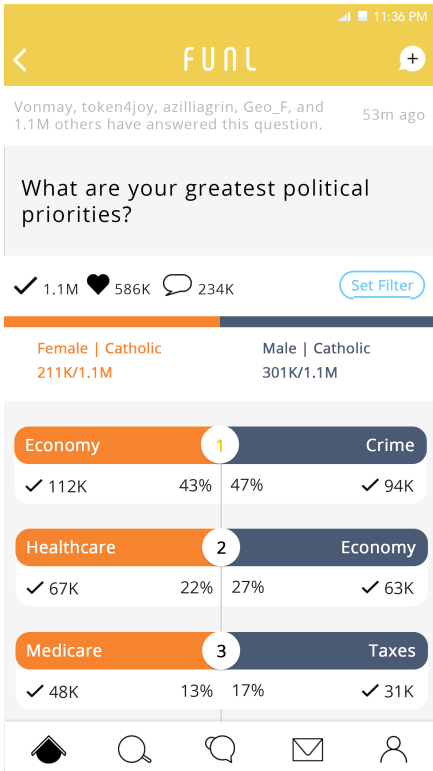 11:36 PM
FUNL
Vonmay, token4joy, azilliagrin, Geo_F, and
1.1M others have answered this question.
53m ago
What are your greatest political
priorities?
1.1M 586K 234K
Set Filter
Female | Catholic
211K/1.1M
Male | Catholic
301K/1.1M
Economy 1 Crime
112K 43% 47% 94K
Healthcare 2 Economy
67K 22% 27% 63K
Medicare 3 Taxes
48K 13% 17% 31K